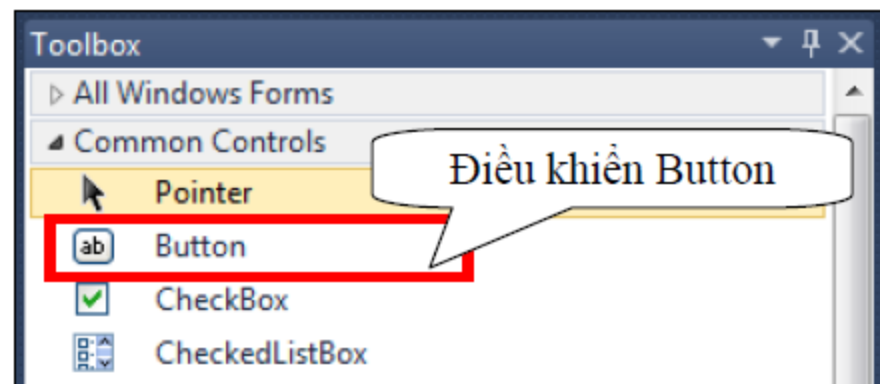 Toolbox
All Windows Forms
Common Controls
Điều khiển Button
Pointer
ab Button
CheckBox
CheckedListBox